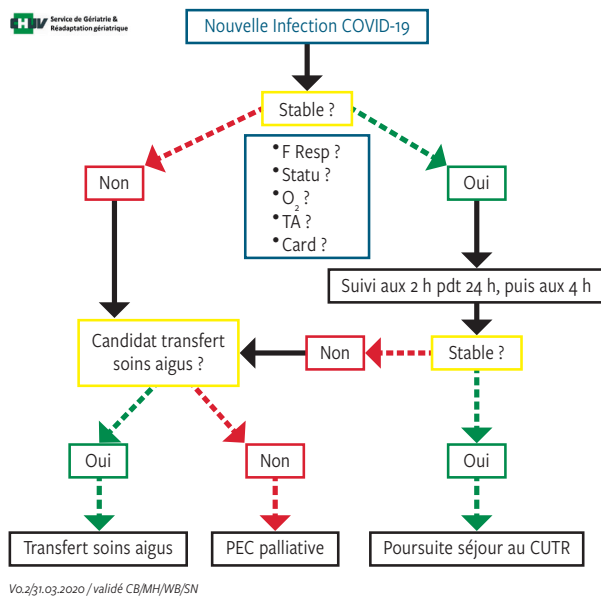 CHUV
Service de Gériatrie &
Réadaptation gériatrique
Nouvelle Infection COVID-19
Stable ?
• F Resp ?
• Statu ?
• O₂ ?
• TA ?
• Card ?
Non
Oui
Suivi aux 2 h pdt 24 h, puis aux 4 h
Candidat transfert
soins aigus ?
Non
Stable ?
Oui
Non
Oui
Transfert soins aigus
PEC palliative
Poursuite séjour au CUTR
V0.2/31.03.2020 / validé CB/MH/WB/SN